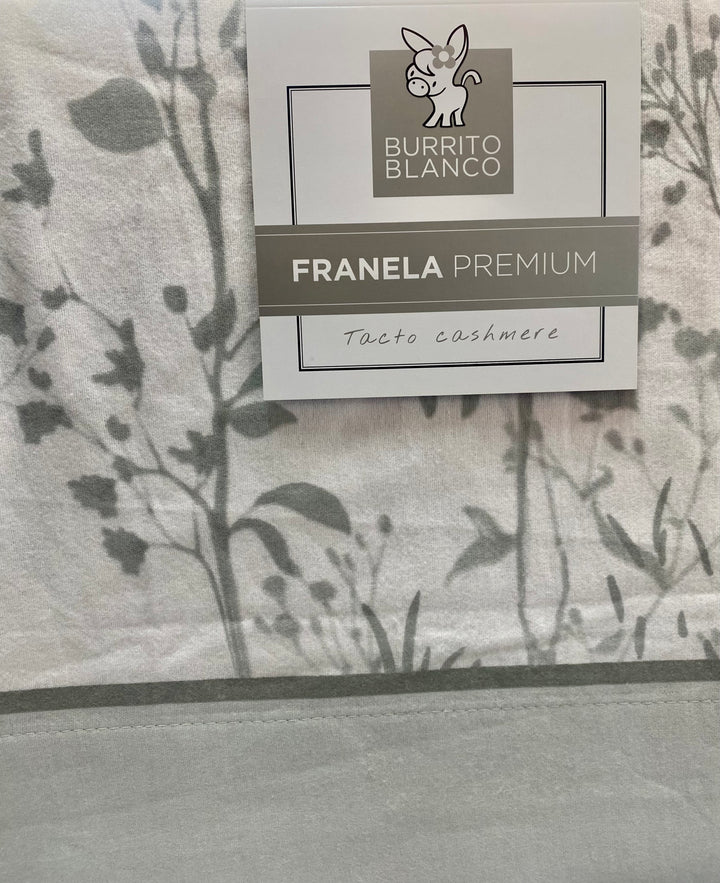 BURRITO
BLANCO
FRANELA PREMIUM
Tacto cashmere